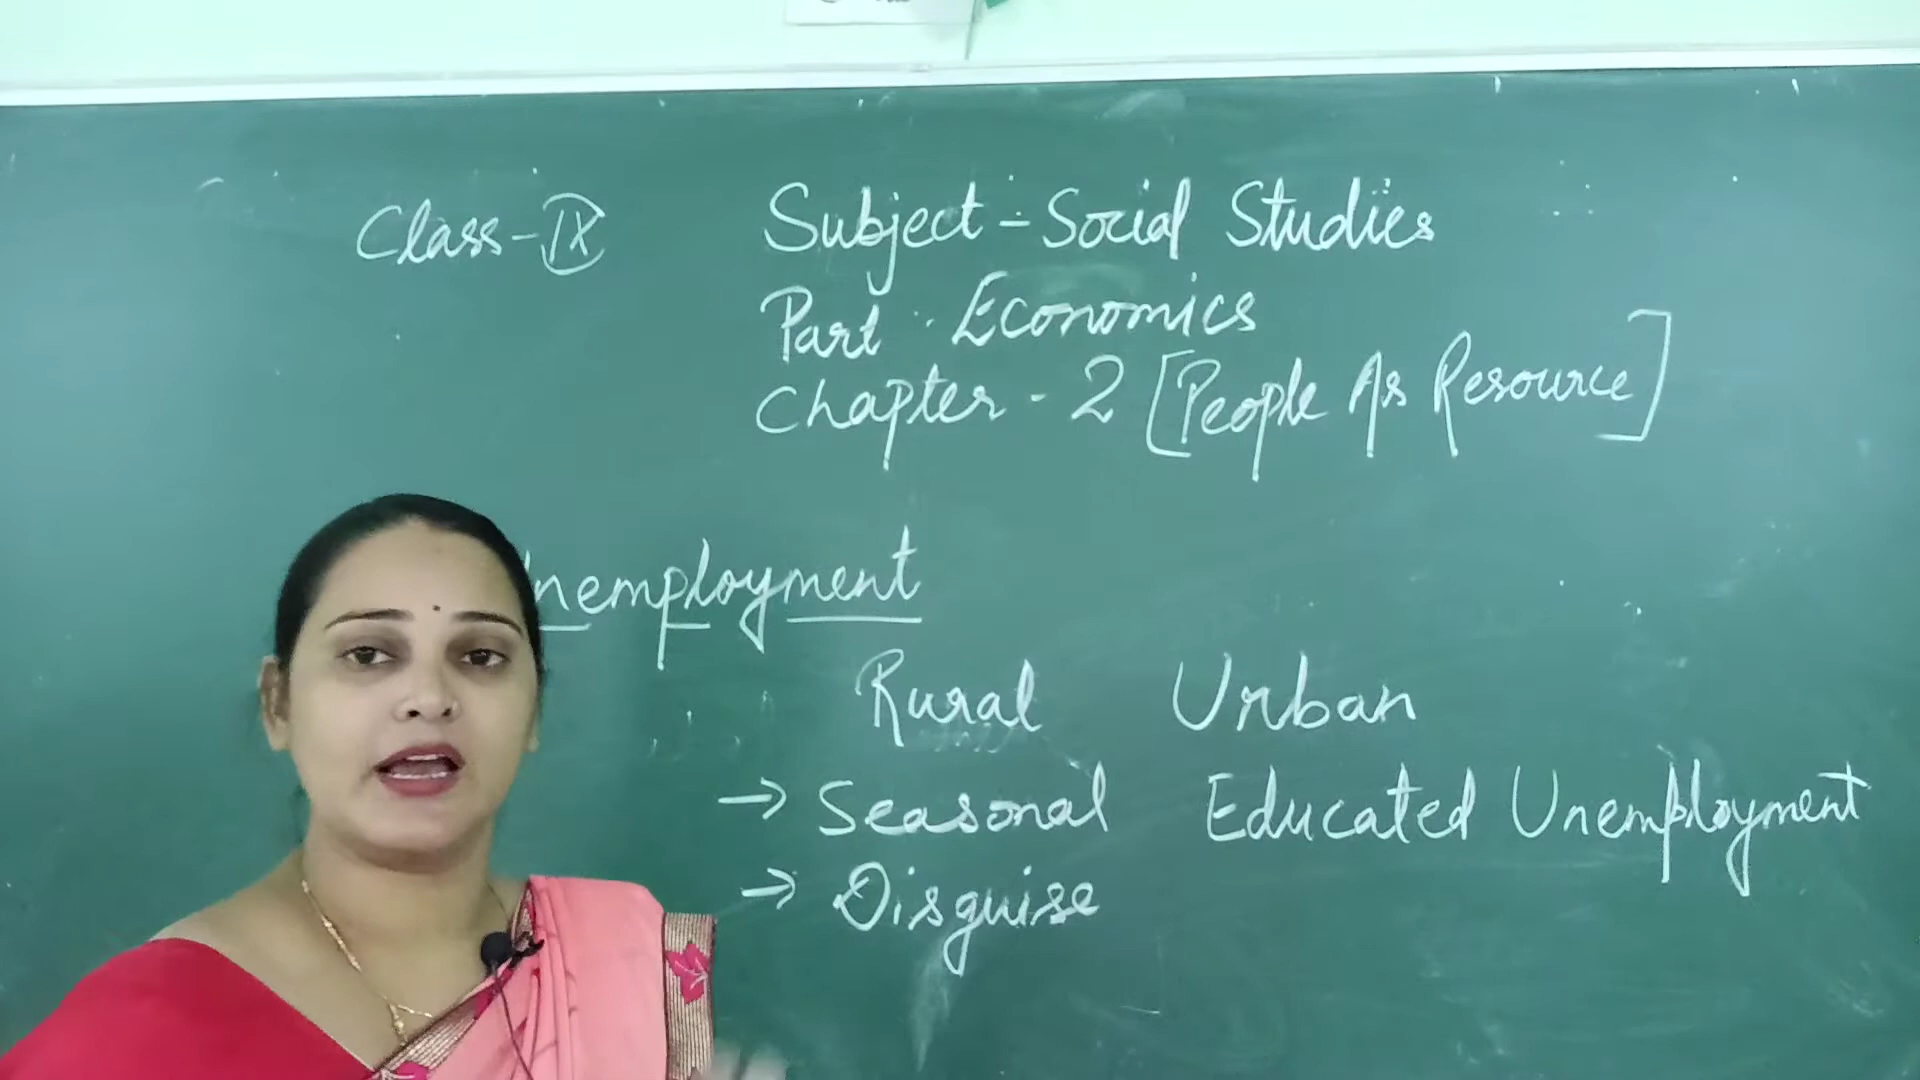 Class-IX
Subject-Social Studies
Part Economics
Chapter-2 [People As Resource]
nemployment
Rural Urban
→ Seasonal Educated Unemployment
→ Disguise